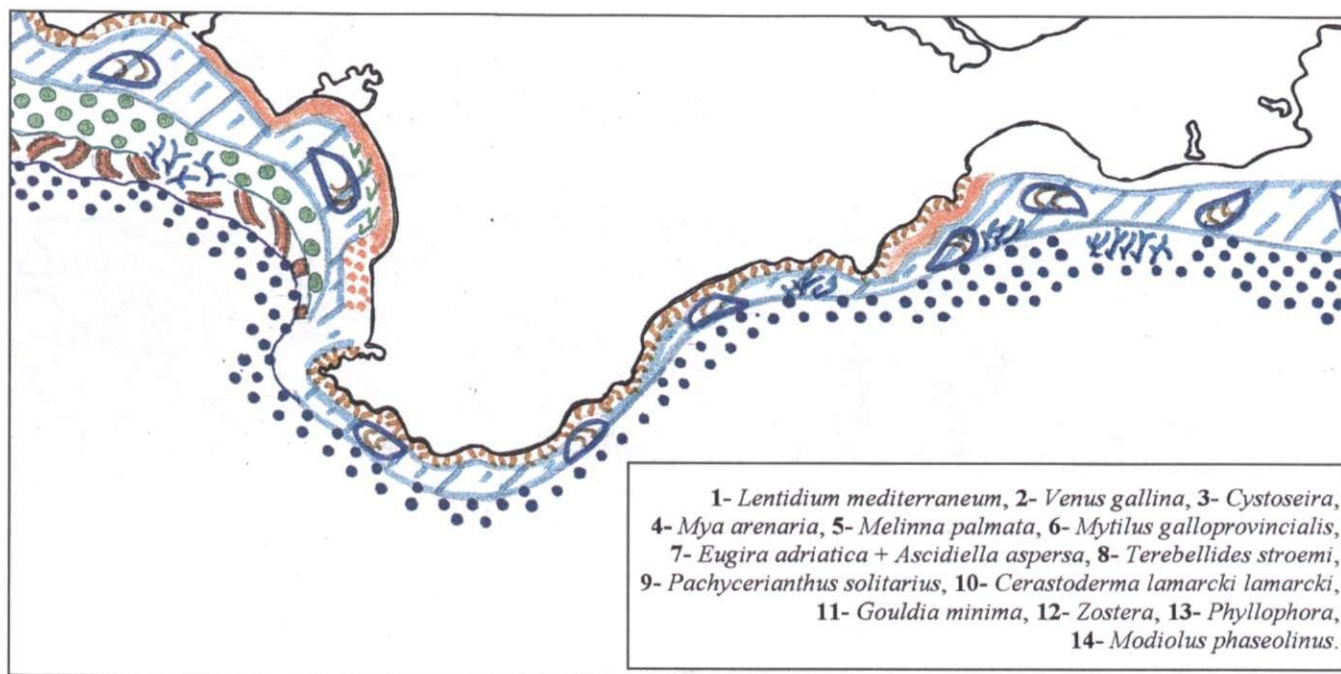 1- Lentidium mediterraneum, 2- Venus gallina, 3- Cystoseira,
4- Mya arenaria, 5- Melinna palmata, 6- Mytilus galloprovincialis,
7- Eugira adriatica + Ascidiella aspersa, 8- Terebellides stroemi,
9- Pachycerianthus solitarius, 10- Cerastoderma lamarcki lamarcki,
11- Gouldia minima, 12- Zostera, 13- Phyllophora,
14- Modiolus phaseolinus.